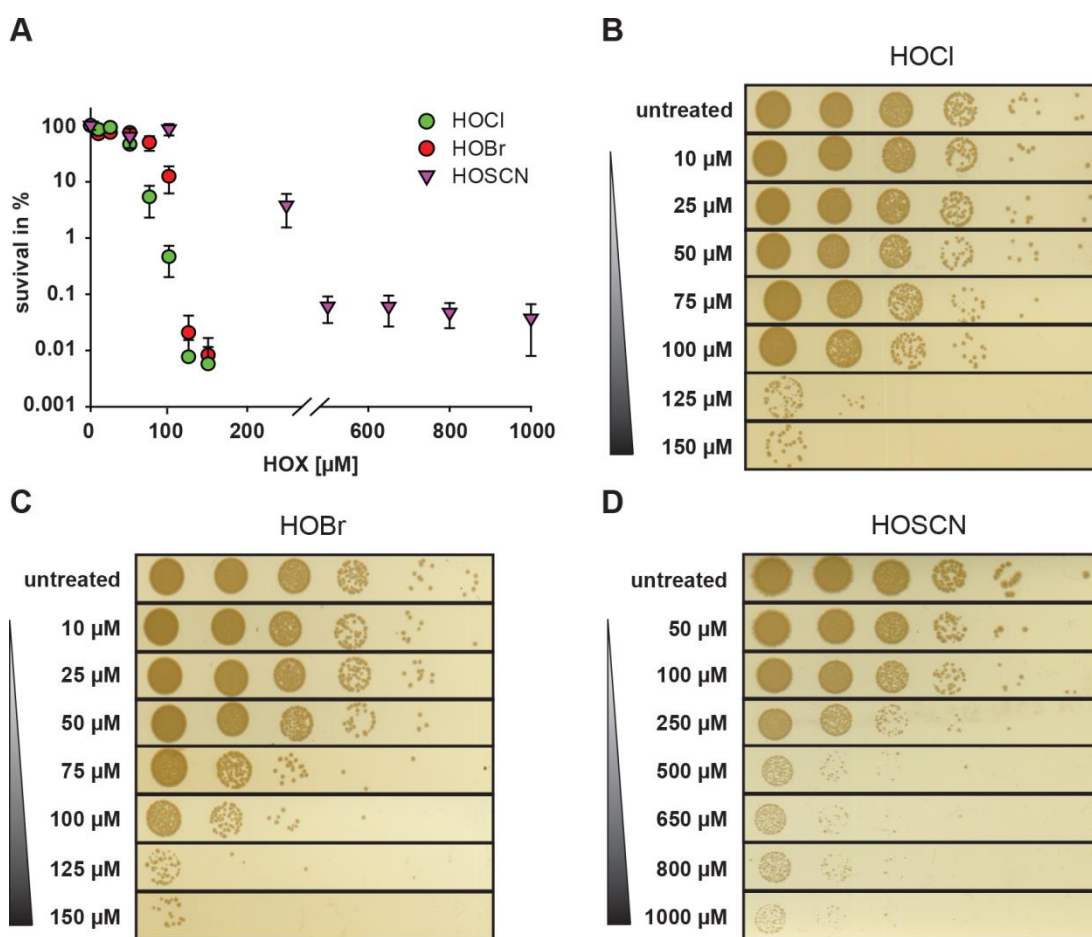 A
suvival in %
100
10
1
0.1
0.01
0.001
0
100
200
600
800
1000
HOX [µM]
HOCl
HOBr
HOSCN
B
HOCl
untreated
10 µM
25 µM
50 µM
75 µM
100 µM
125 µM
150 µM
C
HOBr
untreated
10 µM
25 µM
50 µM
75 µM
100 µM
125 µM
150 µM
D
HOSCN
untreated
50 µM
100 µM
250 µM
500 µM
650 µM
800 µM
1000 µM